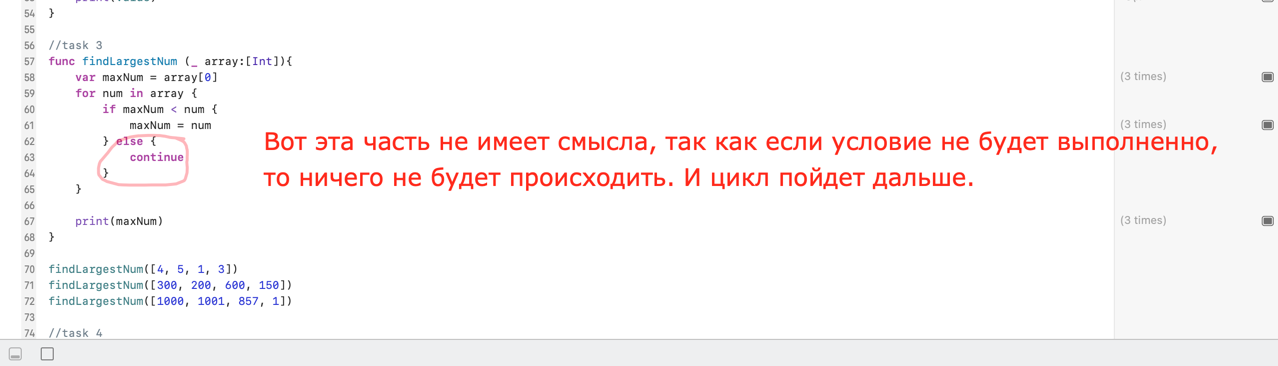 54 }
55
56 //task 3
57 func findLargestNum (_ array:[Int]){
58 var maxNum = array[0] (3 times)
59 for num in array {
60 if maxNum < num {
61 maxNum = num (3 times)
62 } else {
Вот эта часть не имеет смысла, так как если условие не будет выполненно,
63 continue
64 }
то ничего не будет происходить. И цикл пойдет дальше.
65 }
66
67 print(maxNum) (3 times)
68 }
69
70 findLargestNum([4, 5, 1, 3])
71 findLargestNum([300, 200, 600, 150])
72 findLargestNum([1000, 1001, 857, 1])
73
74 //task 4